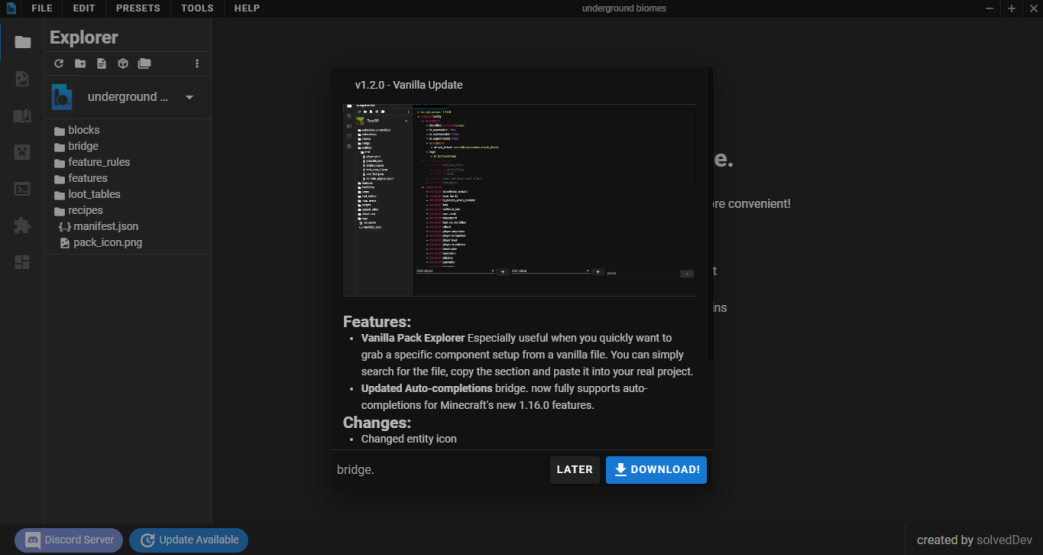 FILE EDIT PRESETS TOOLS HELP underground biomes
Explorer
underground ...
blocks
bridge
feature_rules
features
loot_tables
recipes
manifest.json
pack_icon.png
v1.2.0 - Vanilla Update
Features:
• Vanilla Pack Explorer Especially useful when you quickly want to
grab a specific component setup from a vanilla file. You can simply
search for the file, copy the section and paste it into your real project.
• Updated Auto-completions bridge. now fully supports auto-
completions for Minecraft's new 1.16.0 features.
Changes:
• Changed entity icon
bridge. LATER DOWNLOAD!
e.
ore convenient!
t
ins
Discord Server Update Available created by solvedDev